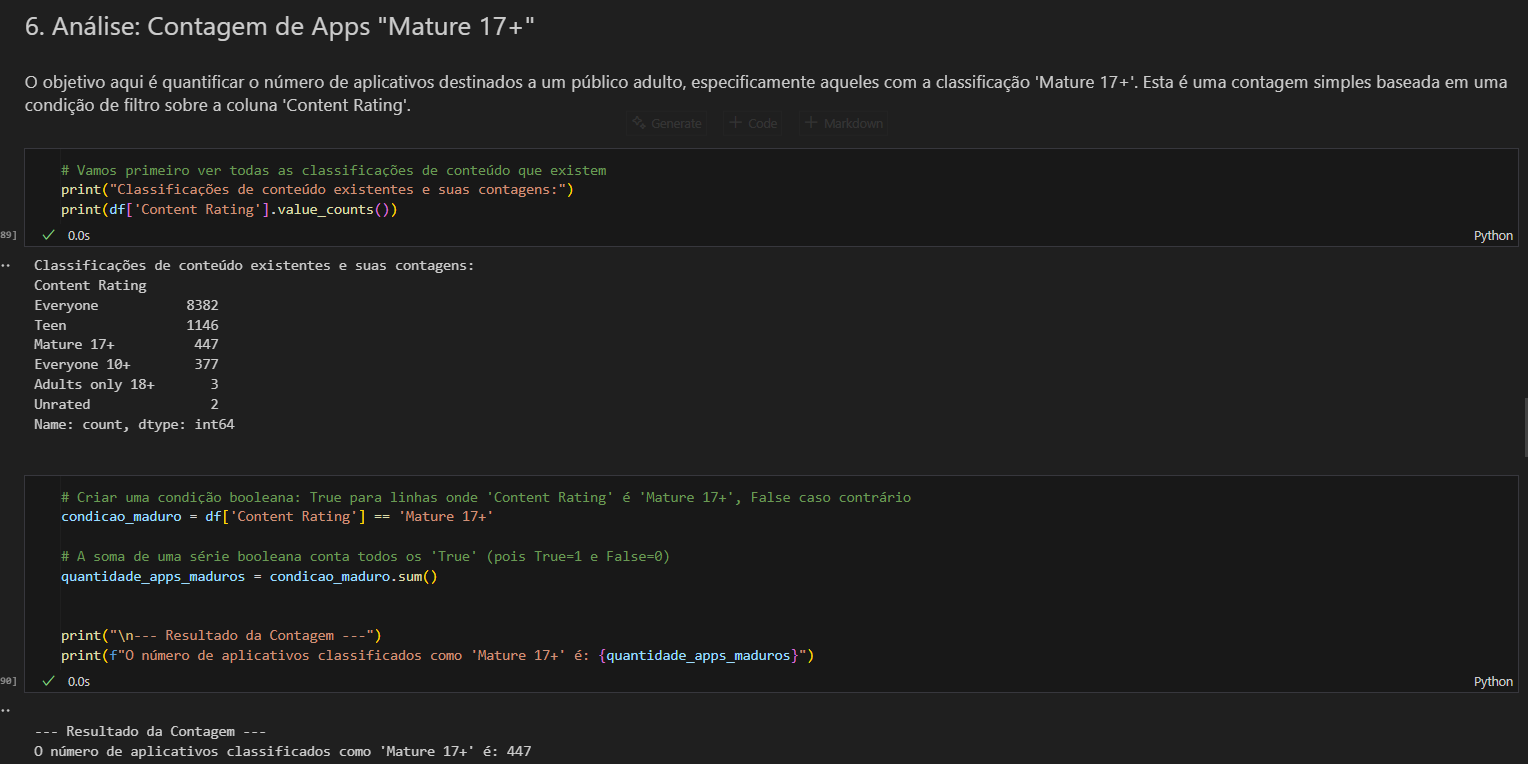 6. Análise: Contagem de Apps "Mature 17+"
O objetivo aqui é quantificar o número de aplicativos destinados a um público adulto, especificamente aqueles com a classificação 'Mature 17+'. Esta é uma contagem simples baseada em uma
condição de filtro sobre a coluna 'Content Rating'.
Generate + Code + Markdown
# Vamos primeiro ver todas as classificações de conteúdo que existem
print("Classificações de conteúdo existentes e suas contagens:")
print(df['Content Rating'].value_counts())
89] ✓ 0.0s Python
Classificações de conteúdo existentes e suas contagens:
Content Rating
Everyone 8382
Teen 1146
Mature 17+ 447
Everyone 10+ 377
Adults only 18+ 3
Unrated 2
Name: count, dtype: int64
# Criar uma condição booleana: True para linhas onde 'Content Rating' é 'Mature 17+', False caso contrário
condicao_maduro = df['Content Rating'] == 'Mature 17+'
# A soma de uma série booleana conta todos os 'True' (pois True=1 e False=0)
quantidade_apps_maduros = condicao_maduro.sum()
print("\n--- Resultado da Contagem ---")
print(f"O número de aplicativos classificados como 'Mature 17+' é: {quantidade_apps_maduros}")
90] ✓ 0.0s Python
--- Resultado da Contagem ---
O número de aplicativos classificados como 'Mature 17+' é: 447